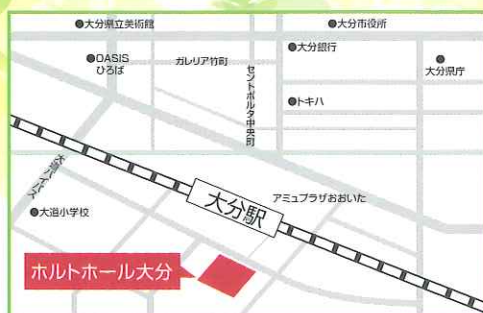 ●大分県立美術館
●大分市役所
●OASIS
ひろば
ガレリア竹町
セントポルタ中央町
●大分銀行
●大分県庁
●トキハ
大道バイパス
●大道小学校
大分駅
アミュプラザおおいた
ホルトホール大分